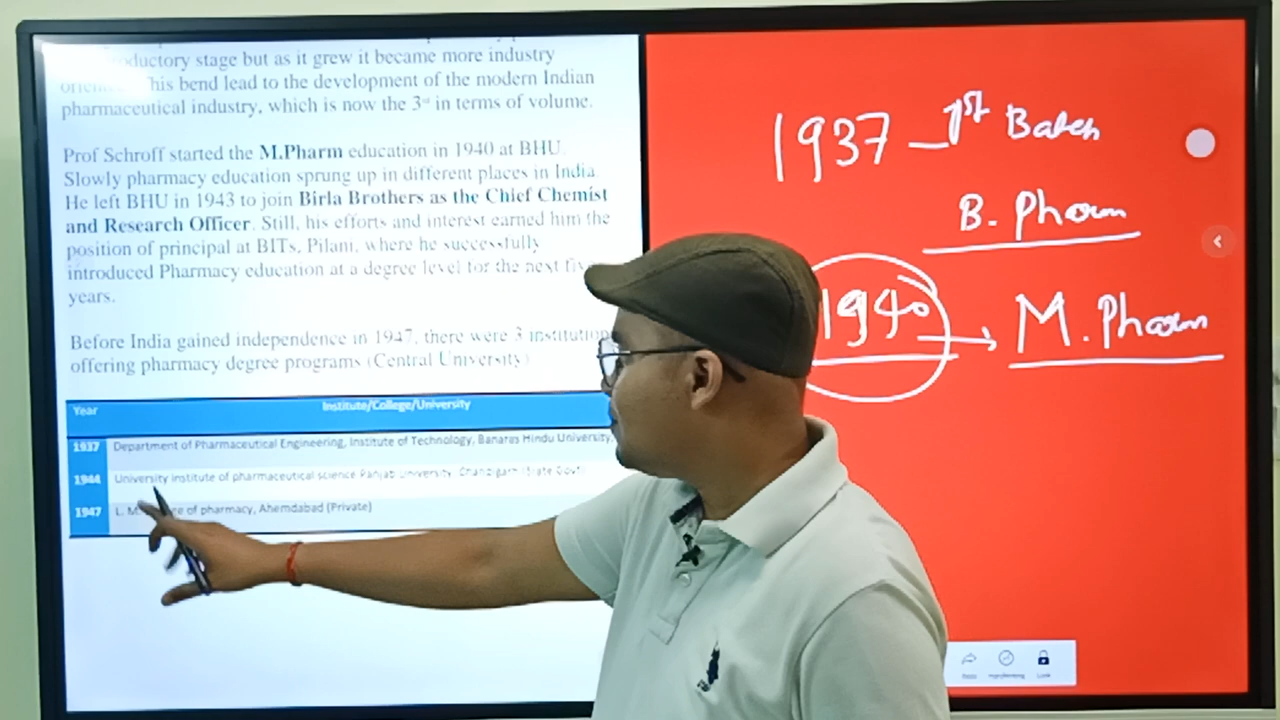 ductory stage but as it grew it became more industry
his bend lead to the development of the modern Indian
pharmaceutical industry, which is now the 3rd in terms of volume.
Prof Schroff started the M.Pharm education in 1940 at BHU.
Slowly pharmacy education sprung up in different places in India.
He left BHU in 1943 to join Birla Brothers as the Chief Chemist
and Research Officer. Still, his efforts and interest earned him the
position of principal at BITs, Pilani, where he successfully
introduced Pharmacy education at a degree level for the next fiv
years.
Before India gained independence in 1947, there were 3 institution
offering pharmacy degree programs (Central University)
Year Institute/College/University
1937 Department of Pharmaceutical Engineering, Institute of Technology, Banaras Hindu University,
1944 University institute of pharmaceutical science Panjab University, Chandigarh (State Govt)
1947 L. M. ge of pharmacy, Ahemdabad (Private)
1937 – 1st Batch
B. Pharm
1940 → M. Pharm